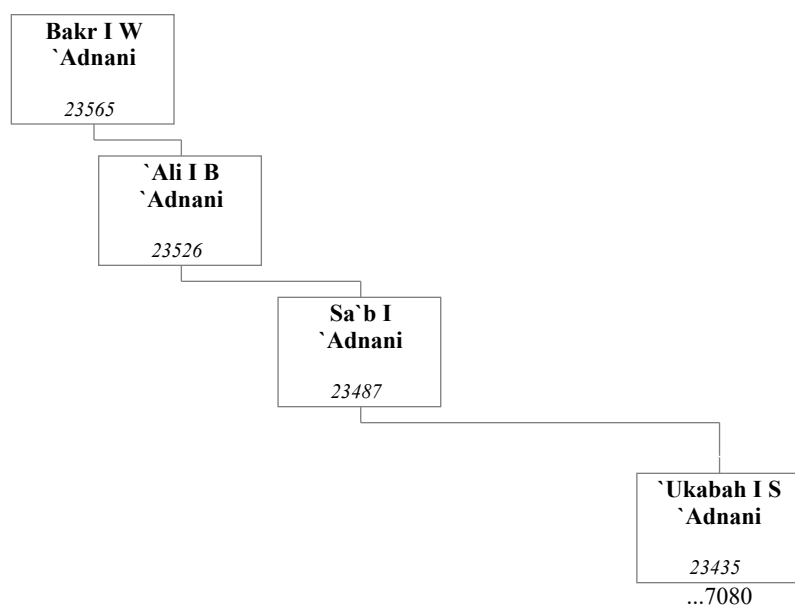 Bakr I W
`Adnani
23565
`Ali I B
`Adnani
23526
Sa`b I
`Adnani
23487
`Ukabah I S
`Adnani
23435
...7080